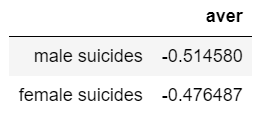 aver
male suicides -0.514580
female suicides -0.476487